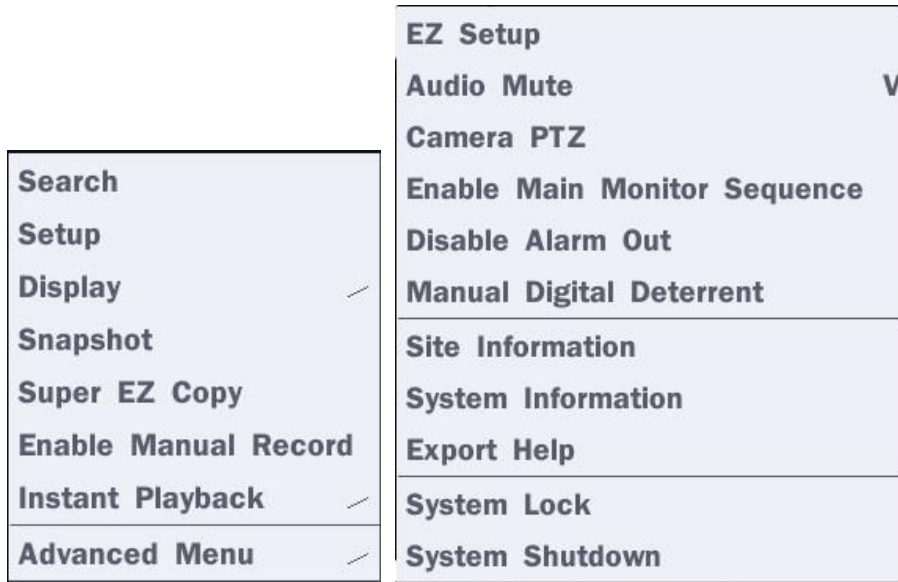 Search
Setup
Display
Snapshot
Super EZ Copy
Enable Manual Record
Instant Playback
Advanced Menu
EZ Setup
Audio Mute V
Camera PTZ
Enable Main Monitor Sequence
Disable Alarm Out
Manual Digital Deterrent
Site Information
System Information
Export Help
System Lock
System Shutdown